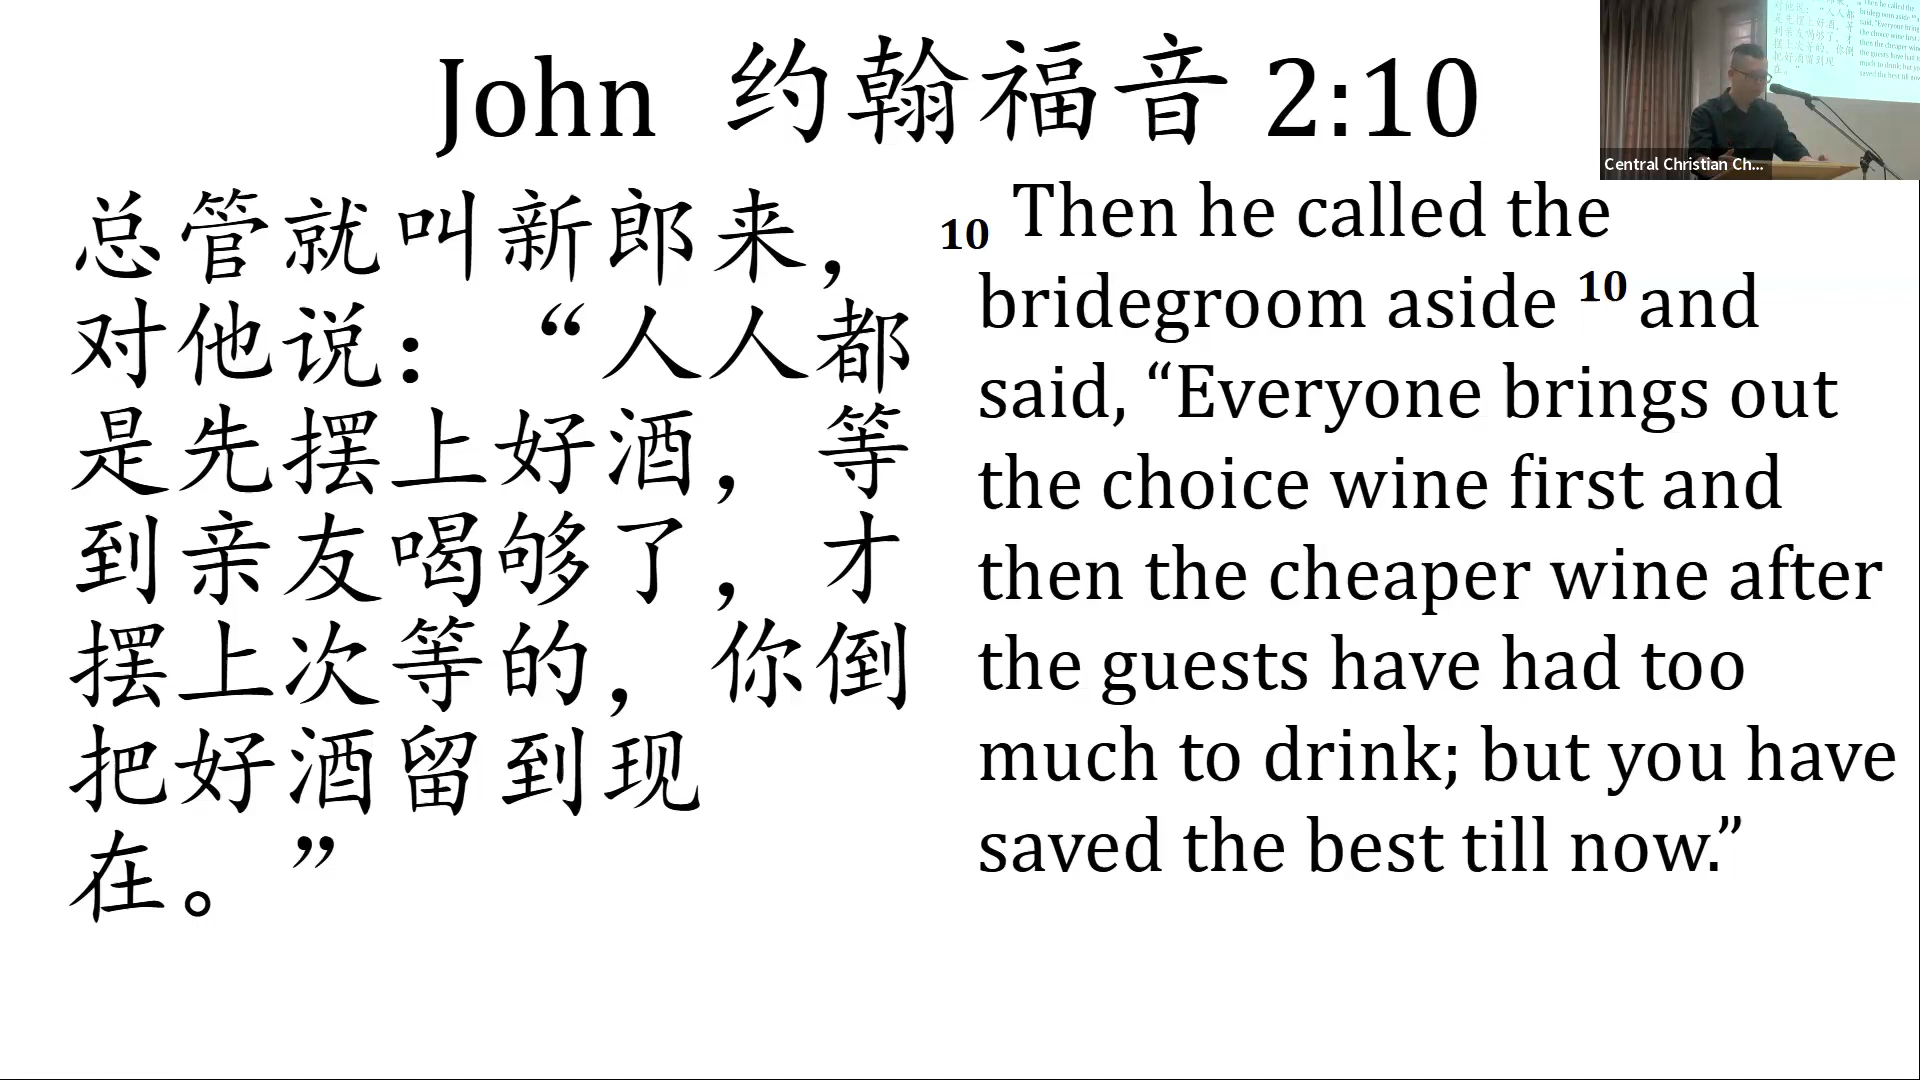 John 约翰福音 2:10
总管就叫新郎来，
对他说：“人人都
是先摆上好酒，等
到亲友喝够了，才
摆上次等的，你倒
把好酒留到现
在。”
10 Then he called the
bridegroom aside 10 and
said, “Everyone brings out
the choice wine first and
then the cheaper wine after
the guests have had too
much to drink; but you have
saved the best till now.”
Central Christian Ch...